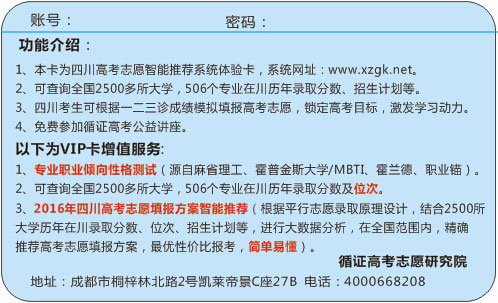 账号： 密码：
功能介绍：
1、本卡为四川高考志愿智能推荐系统体验卡，系统网址：www.xzgk.net。
2、可查询全国2500多所大学，506个专业在川历年录取分数、招生计划等。
3、四川考生可根据一二三诊成绩模拟填报高考志愿，锁定高考目标，激发学习动力。
4、免费参加循证高考公益讲座。
以下为VIP卡增值服务:
1、专业职业倾向性格测试（源自麻省理工、霍普金斯大学/MBTI、霍兰德、职业锚）。
2、可查询全国2500多所大学，506个专业在川历年录取分数及位次。
3、2016年四川高考志愿填报方案智能推荐（根据平行志愿录取原理设计，结合2500所
大学历年在川录取分数、位次、招生计划等，进行大数据分析，在全国范围内，精确
推荐高考志愿填报方案，最优性价比报考，简单易懂）。
循证高考志愿研究院
地址：成都市桐梓林北路2号凯莱帝景C座27B 电话：4000668208